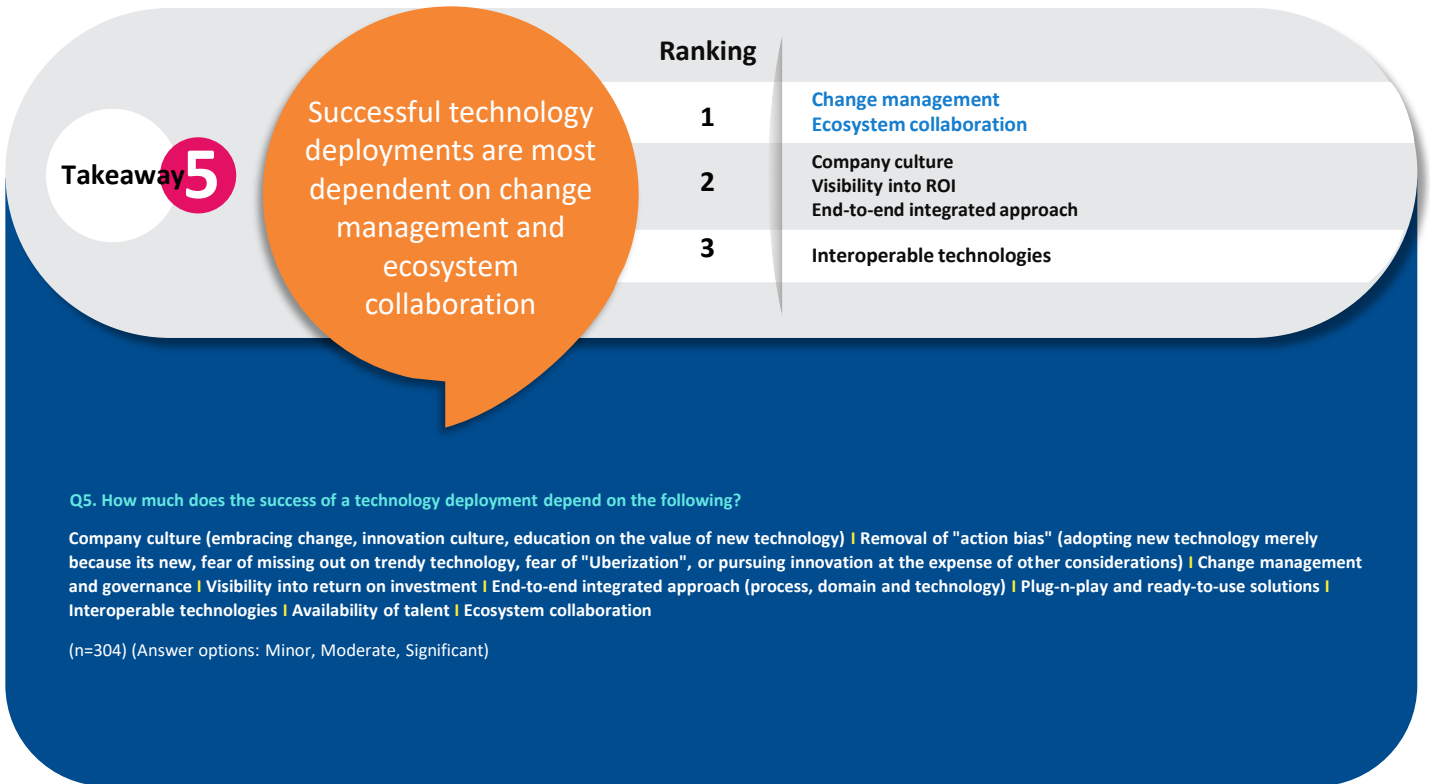 Takeaway 5
Successful technology
deployments are most
dependent on change
management and
ecosystem
collaboration
Ranking
1
Change management
Ecosystem collaboration
2
Company culture
Visibility into ROI
End-to-end integrated approach
3
Interoperable technologies
Q5. How much does the success of a technology deployment depend on the following?
Company culture (embracing change, innovation culture, education on the value of new technology) I Removal of "action bias" (adopting new technology merely
because its new, fear of missing out on trendy technology, fear of "Uberization", or pursuing innovation at the expense of other considerations) I Change management
and governance I Visibility into return on investment I End-to-end integrated approach (process, domain and technology) I Plug-n-play and ready-to-use solutions I
Interoperable technologies I Availability of talent I Ecosystem collaboration
(n=304) (Answer options: Minor, Moderate, Significant)